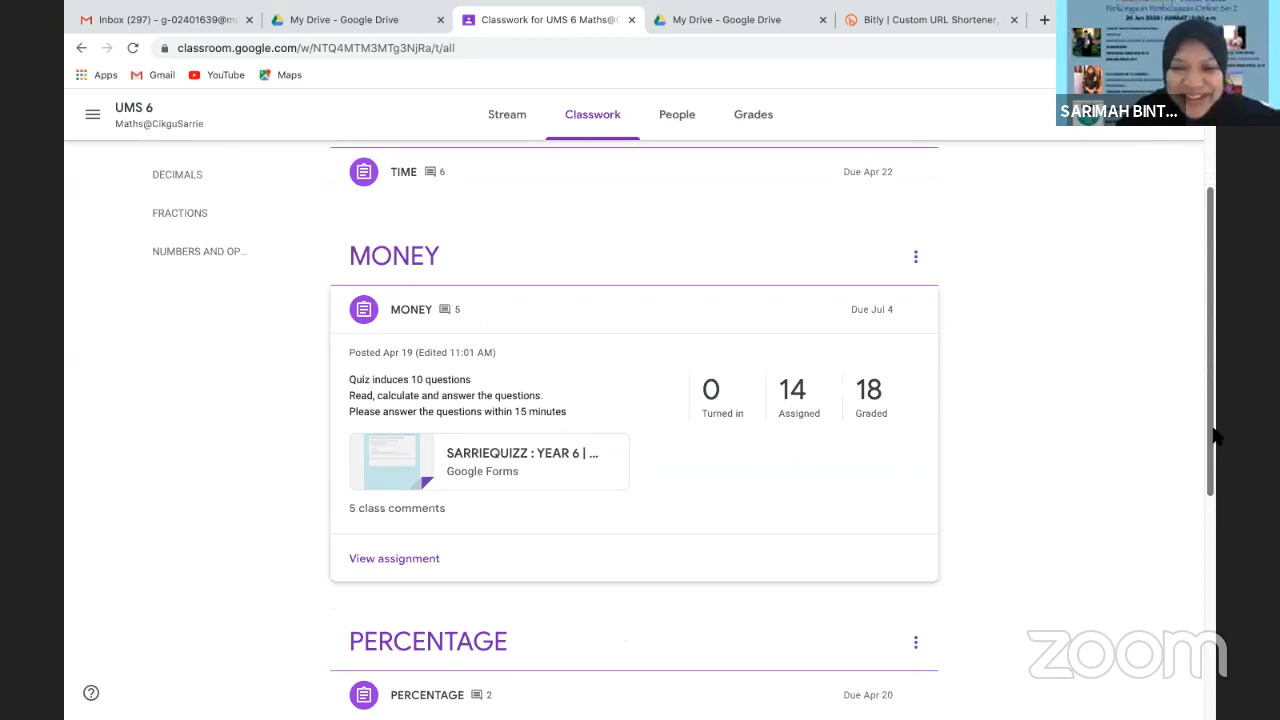 Inbox (297) - g-02401639@mo
My Drive - Google Drive
Classwork for UMS 6 Maths@C
My Drive - Google Drive
Bitly | Custom URL Shortener,
classroom.google.com/w/NTQ4MTM3MTg3NjRa/t/all
Apps
Gmail
YouTube
Maps
26 Jun 2020 | JUMAAT
SARIMAH BINT...
UMS 6
Maths@CikguSarrie
Stream
Classwork
People
Grades
DECIMALS
FRACTIONS
NUMBERS AND OP...
TIME 6
Due Apr 22
MONEY
MONEY 5
Due Jul 4
Posted Apr 19 (Edited 11:01 AM)
Quiz induces 10 questions
Read, calculate and answer the questions.
Please answer the questions within 15 minutes
0
Turned in
14
Assigned
18
Graded
SARRIEQUIZZ : YEAR 6 | ...
Google Forms
5 class comments
View assignment
PERCENTAGE
PERCENTAGE 2
Due Apr 20
zoom